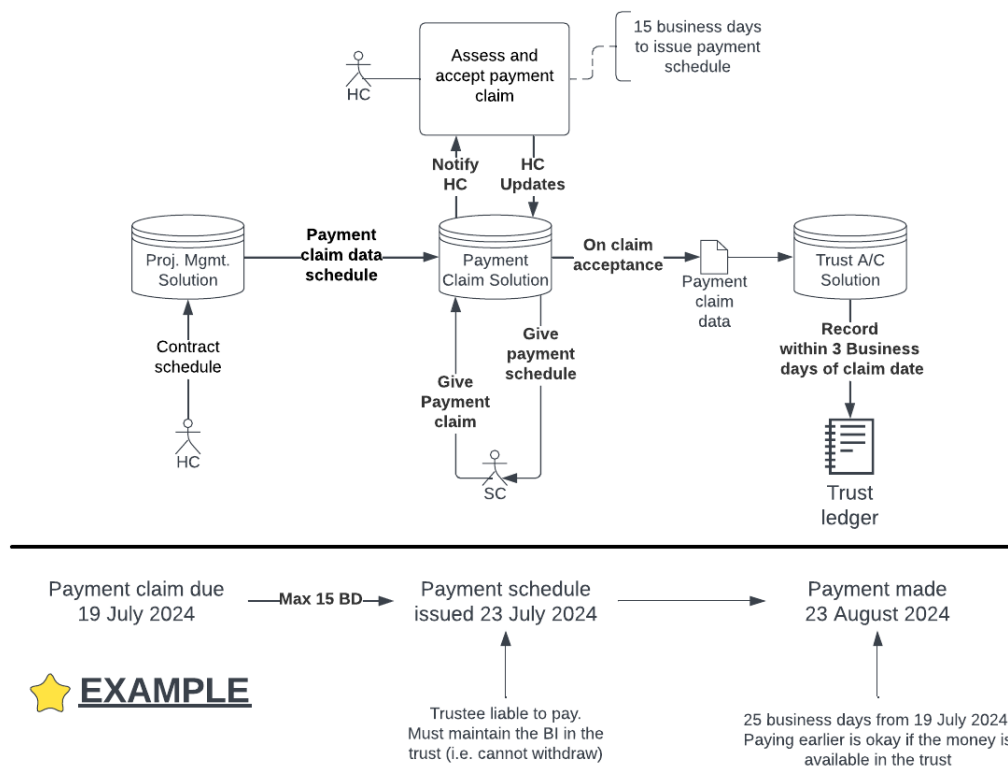 15 business days
to issue payment
schedule
Assess and
accept payment
claim
HC
Notify
HC
HC
Updates
Proj. Mgmt.
Solution
Payment
claim data
schedule
Payment
Claim Solution
On claim
acceptance
Payment
claim
data
Trust A/C
Solution
Contract
schedule
HC
Give
Payment
claim
Give
payment
schedule
SC
Record
within 3 Business
days of claim date
Trust
ledger
Payment claim due
19 July 2024
Max 15 BD
Payment schedule
issued 23 July 2024
Payment made
23 August 2024
EXAMPLE
Trustee liable to pay.
Must maintain the BI in the
trust (i.e. cannot withdraw)
25 business days from 19 July 2024
Paying earlier is okay if the money is
available in the trust